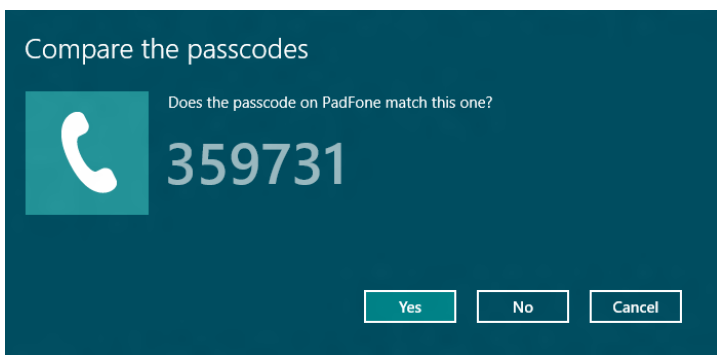 Compare the passcodes
Does the passcode on PadFone match this one?
359731
Yes No Cancel